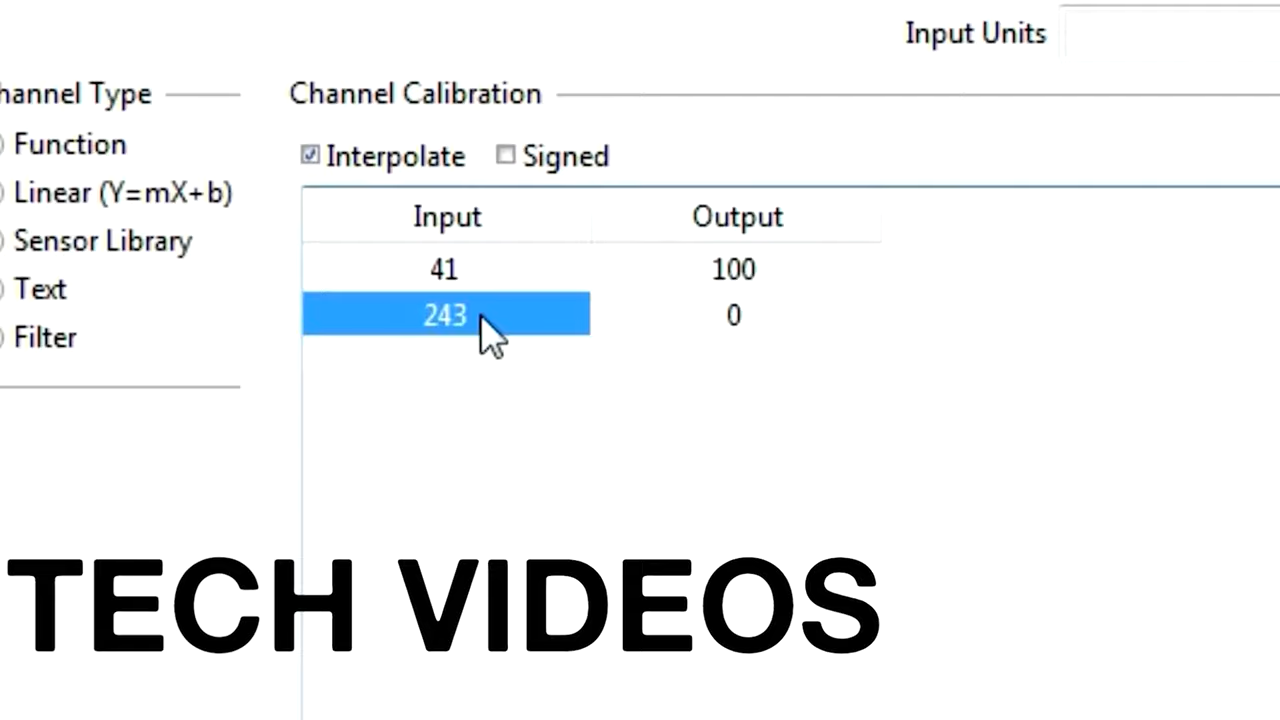 Input Units
hannel Type
Channel Calibration
Function
Linear (Y=mX+b)
Sensor Library
Text
Filter
Interpolate Signed
Input Output
41 100
243 0
TECH VIDEOS